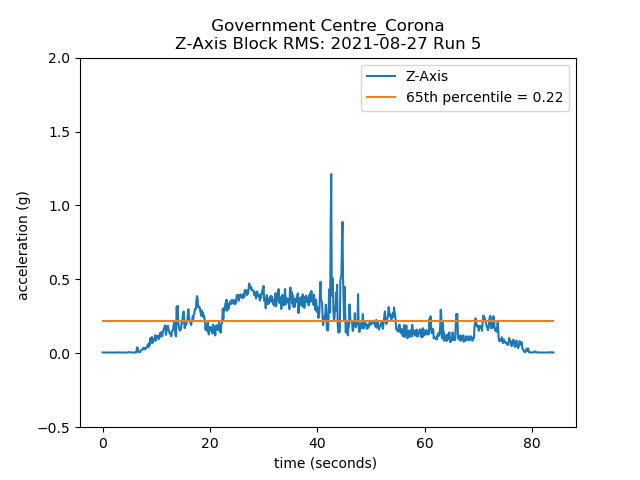 Government Centre_Corona
Z-Axis Block RMS: 2021-08-27 Run 5
Z-Axis
65th percentile = 0.22
2.0
1.5
1.0
0.5
0.0
−0.5
acceleration (g)
0 20 40 60 80
time (seconds)